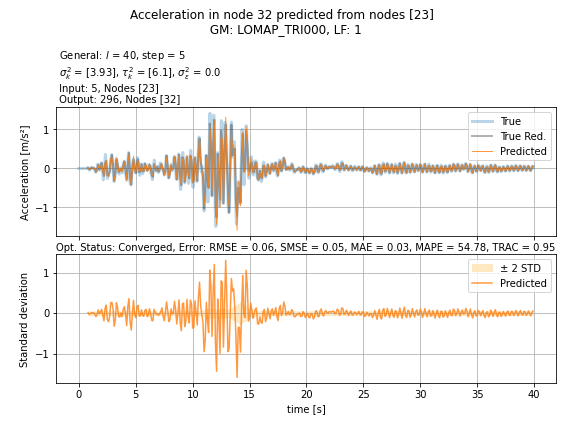 Acceleration in node 32 predicted from nodes [23]
GM: LOMAP_TRI000, LF: 1
General: l = 40, step = 5
σ²ₖ = [3.93], τ²ₖ = [6.1], σ²_ε = 0.0
Input: 5, Nodes [23]
Output: 296, Nodes [32]
Acceleration [m/s²]
1
0
−1
True
True Red.
Predicted
Opt. Status: Converged, Error: RMSE = 0.06, SMSE = 0.05, MAE = 0.03, MAPE = 54.78, TRAC = 0.95
Standard deviation
1
0
−1
± 2 STD
Predicted
0 5 10 15 20 25 30 35 40
time [s]